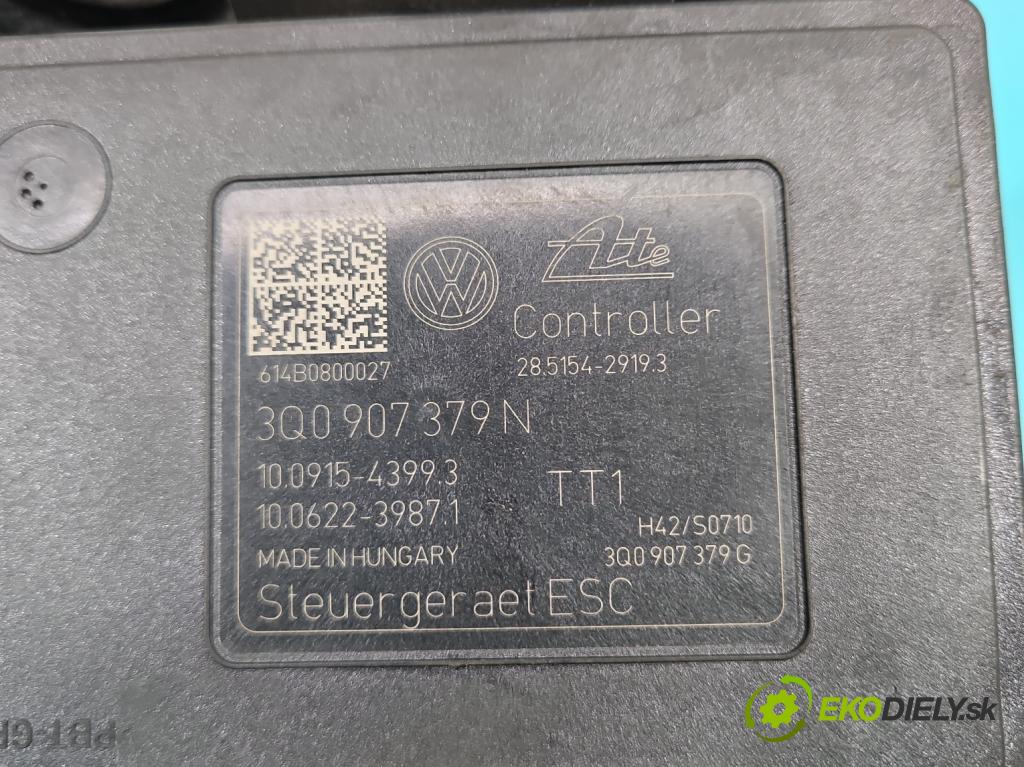 Ate
Controller
614B0800027
28.5154-2919.3
3Q0 907 379 N
10.0915-4399.3
TT1
10.0622-3987.1
H42/S0710
MADE IN HUNGARY
3Q0 907 379 G
Steuergeraet ESC
EKODIELY.sk